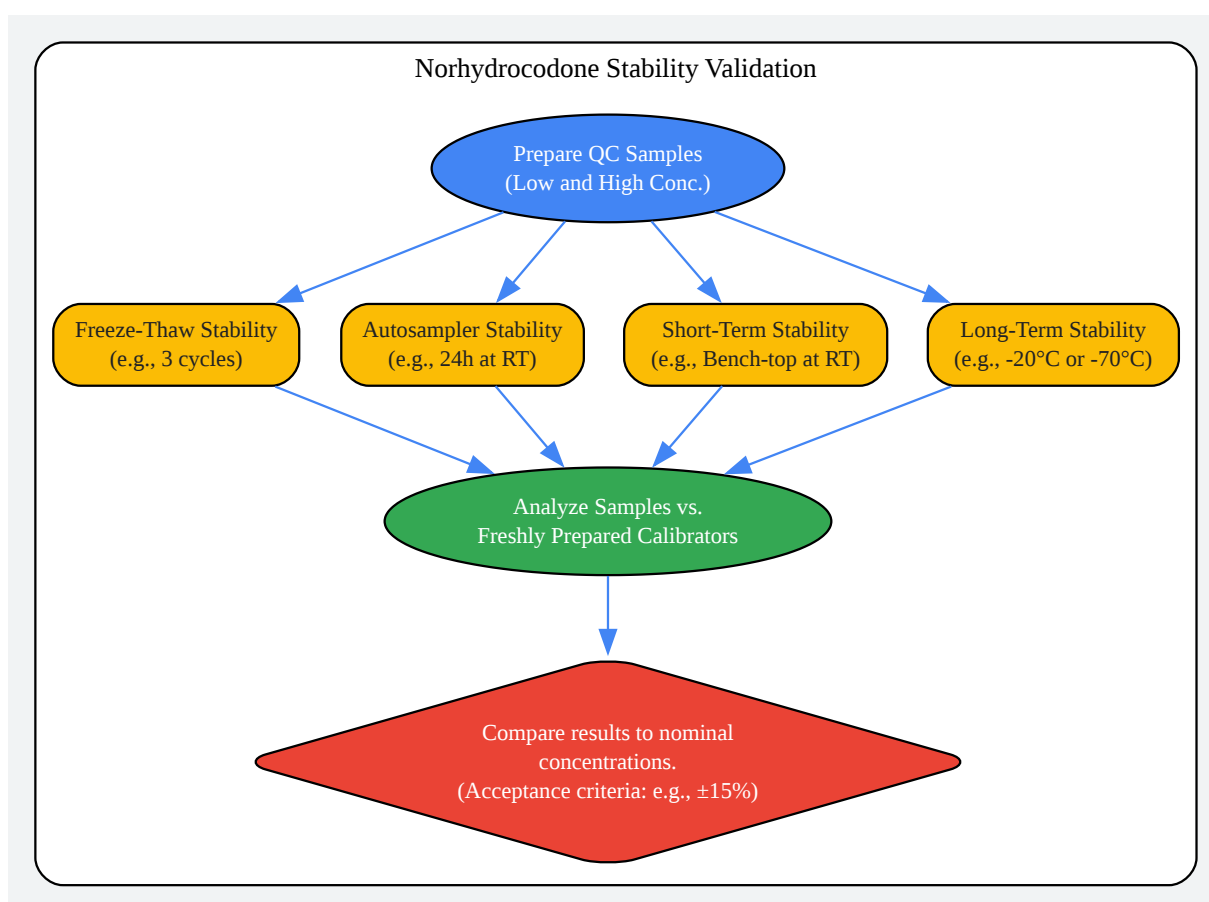 Norhydrocodone Stability Validation
Prepare QC Samples
(Low and High Conc.)
Freeze-Thaw Stability
(e.g., 3 cycles)
Autosampler Stability
(e.g., 24h at RT)
Short-Term Stability
(e.g., Bench-top at RT)
Long-Term Stability
(e.g., -20°C or -70°C)
Analyze Samples vs.
Freshly Prepared Calibrators
Compare results to nominal
concentrations.
(Acceptance criteria: e.g., ±15%)